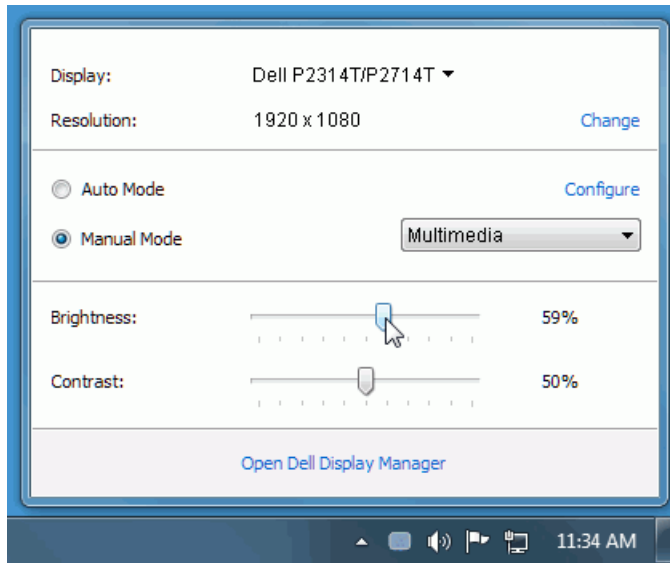 Display: Dell P2314T/P2714T
Resolution: 1920 x 1080 Change
Auto Mode Configure
Manual Mode Multimedia
Brightness: 59%
Contrast: 50%
Open Dell Display Manager
11:34 AM